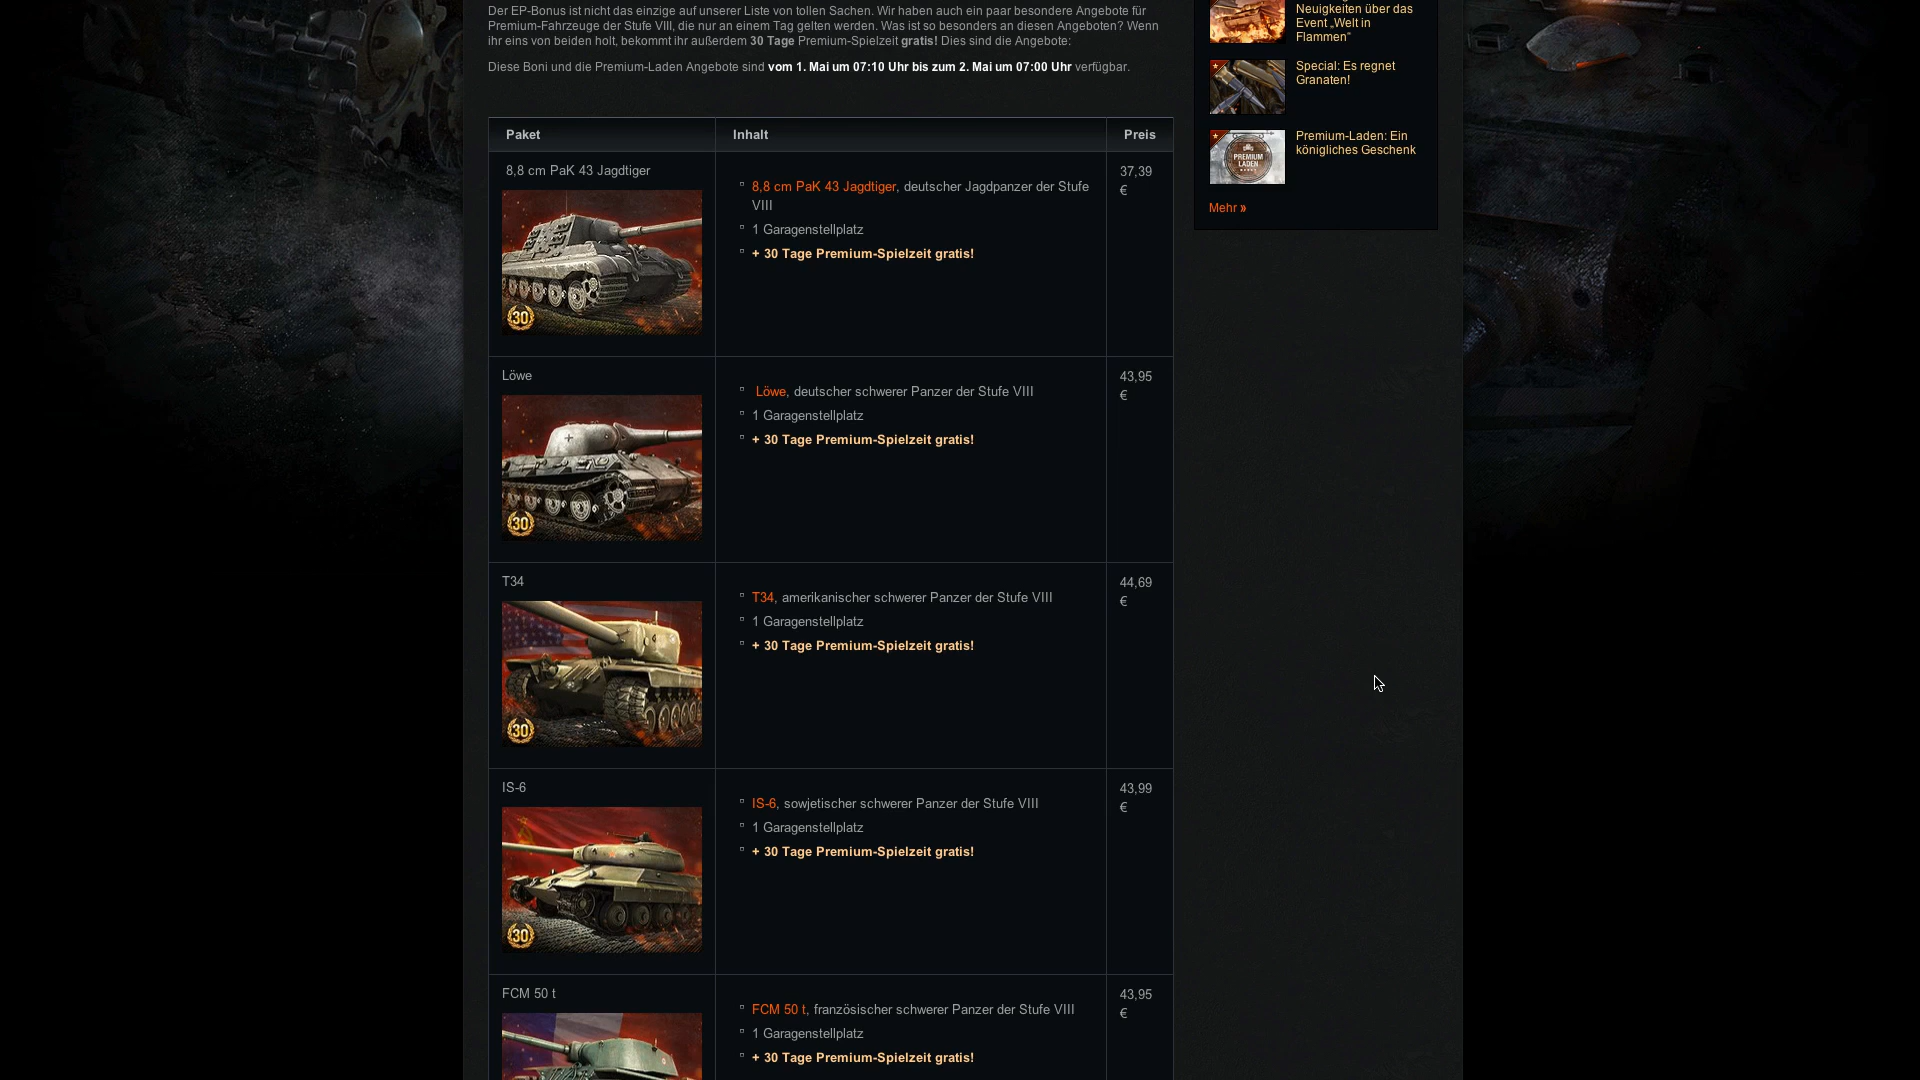 Der EP-Bonus ist nicht das einzige auf unserer Liste von tollen Sachen. Wir haben auch ein paar besondere Angebote für
Premium-Fahrzeuge der Stufe VIII, die nur an einem Tag gelten werden. Was ist so besonders an diesen Angeboten? Wenn
ihr eins von beiden holt, bekommt ihr außerdem 30 Tage Premium-Spielzeit gratis! Dies sind die Angebote:
Diese Boni und die Premium-Laden Angebote sind vom 1. Mai um 07:10 Uhr bis zum 2. Mai um 07:00 Uhr verfügbar.
Paket Inhalt Preis
8,8 cm PaK 43 Jagdtiger
30
8,8 cm PaK 43 Jagdtiger, deutscher Jagdpanzer der Stufe
VIII
1 Garagenstellplatz
+ 30 Tage Premium-Spielzeit gratis!
37,39
€
Löwe
30
Löwe, deutscher schwerer Panzer der Stufe VIII
1 Garagenstellplatz
+ 30 Tage Premium-Spielzeit gratis!
43,95
€
T34
30
T34, amerikanischer schwerer Panzer der Stufe VIII
1 Garagenstellplatz
+ 30 Tage Premium-Spielzeit gratis!
44,69
€
IS-6
30
IS-6, sowjetischer schwerer Panzer der Stufe VIII
1 Garagenstellplatz
+ 30 Tage Premium-Spielzeit gratis!
43,99
€
FCM 50 t
FCM 50 t, französischer schwerer Panzer der Stufe VIII
1 Garagenstellplatz
+ 30 Tage Premium-Spielzeit gratis!
43,95
€
Neuigkeiten über das
Event „Welt in
Flammen“
Special: Es regnet
Granaten!
PREMIUM
LADEN
Premium-Laden: Ein
königliches Geschenk
Mehr »